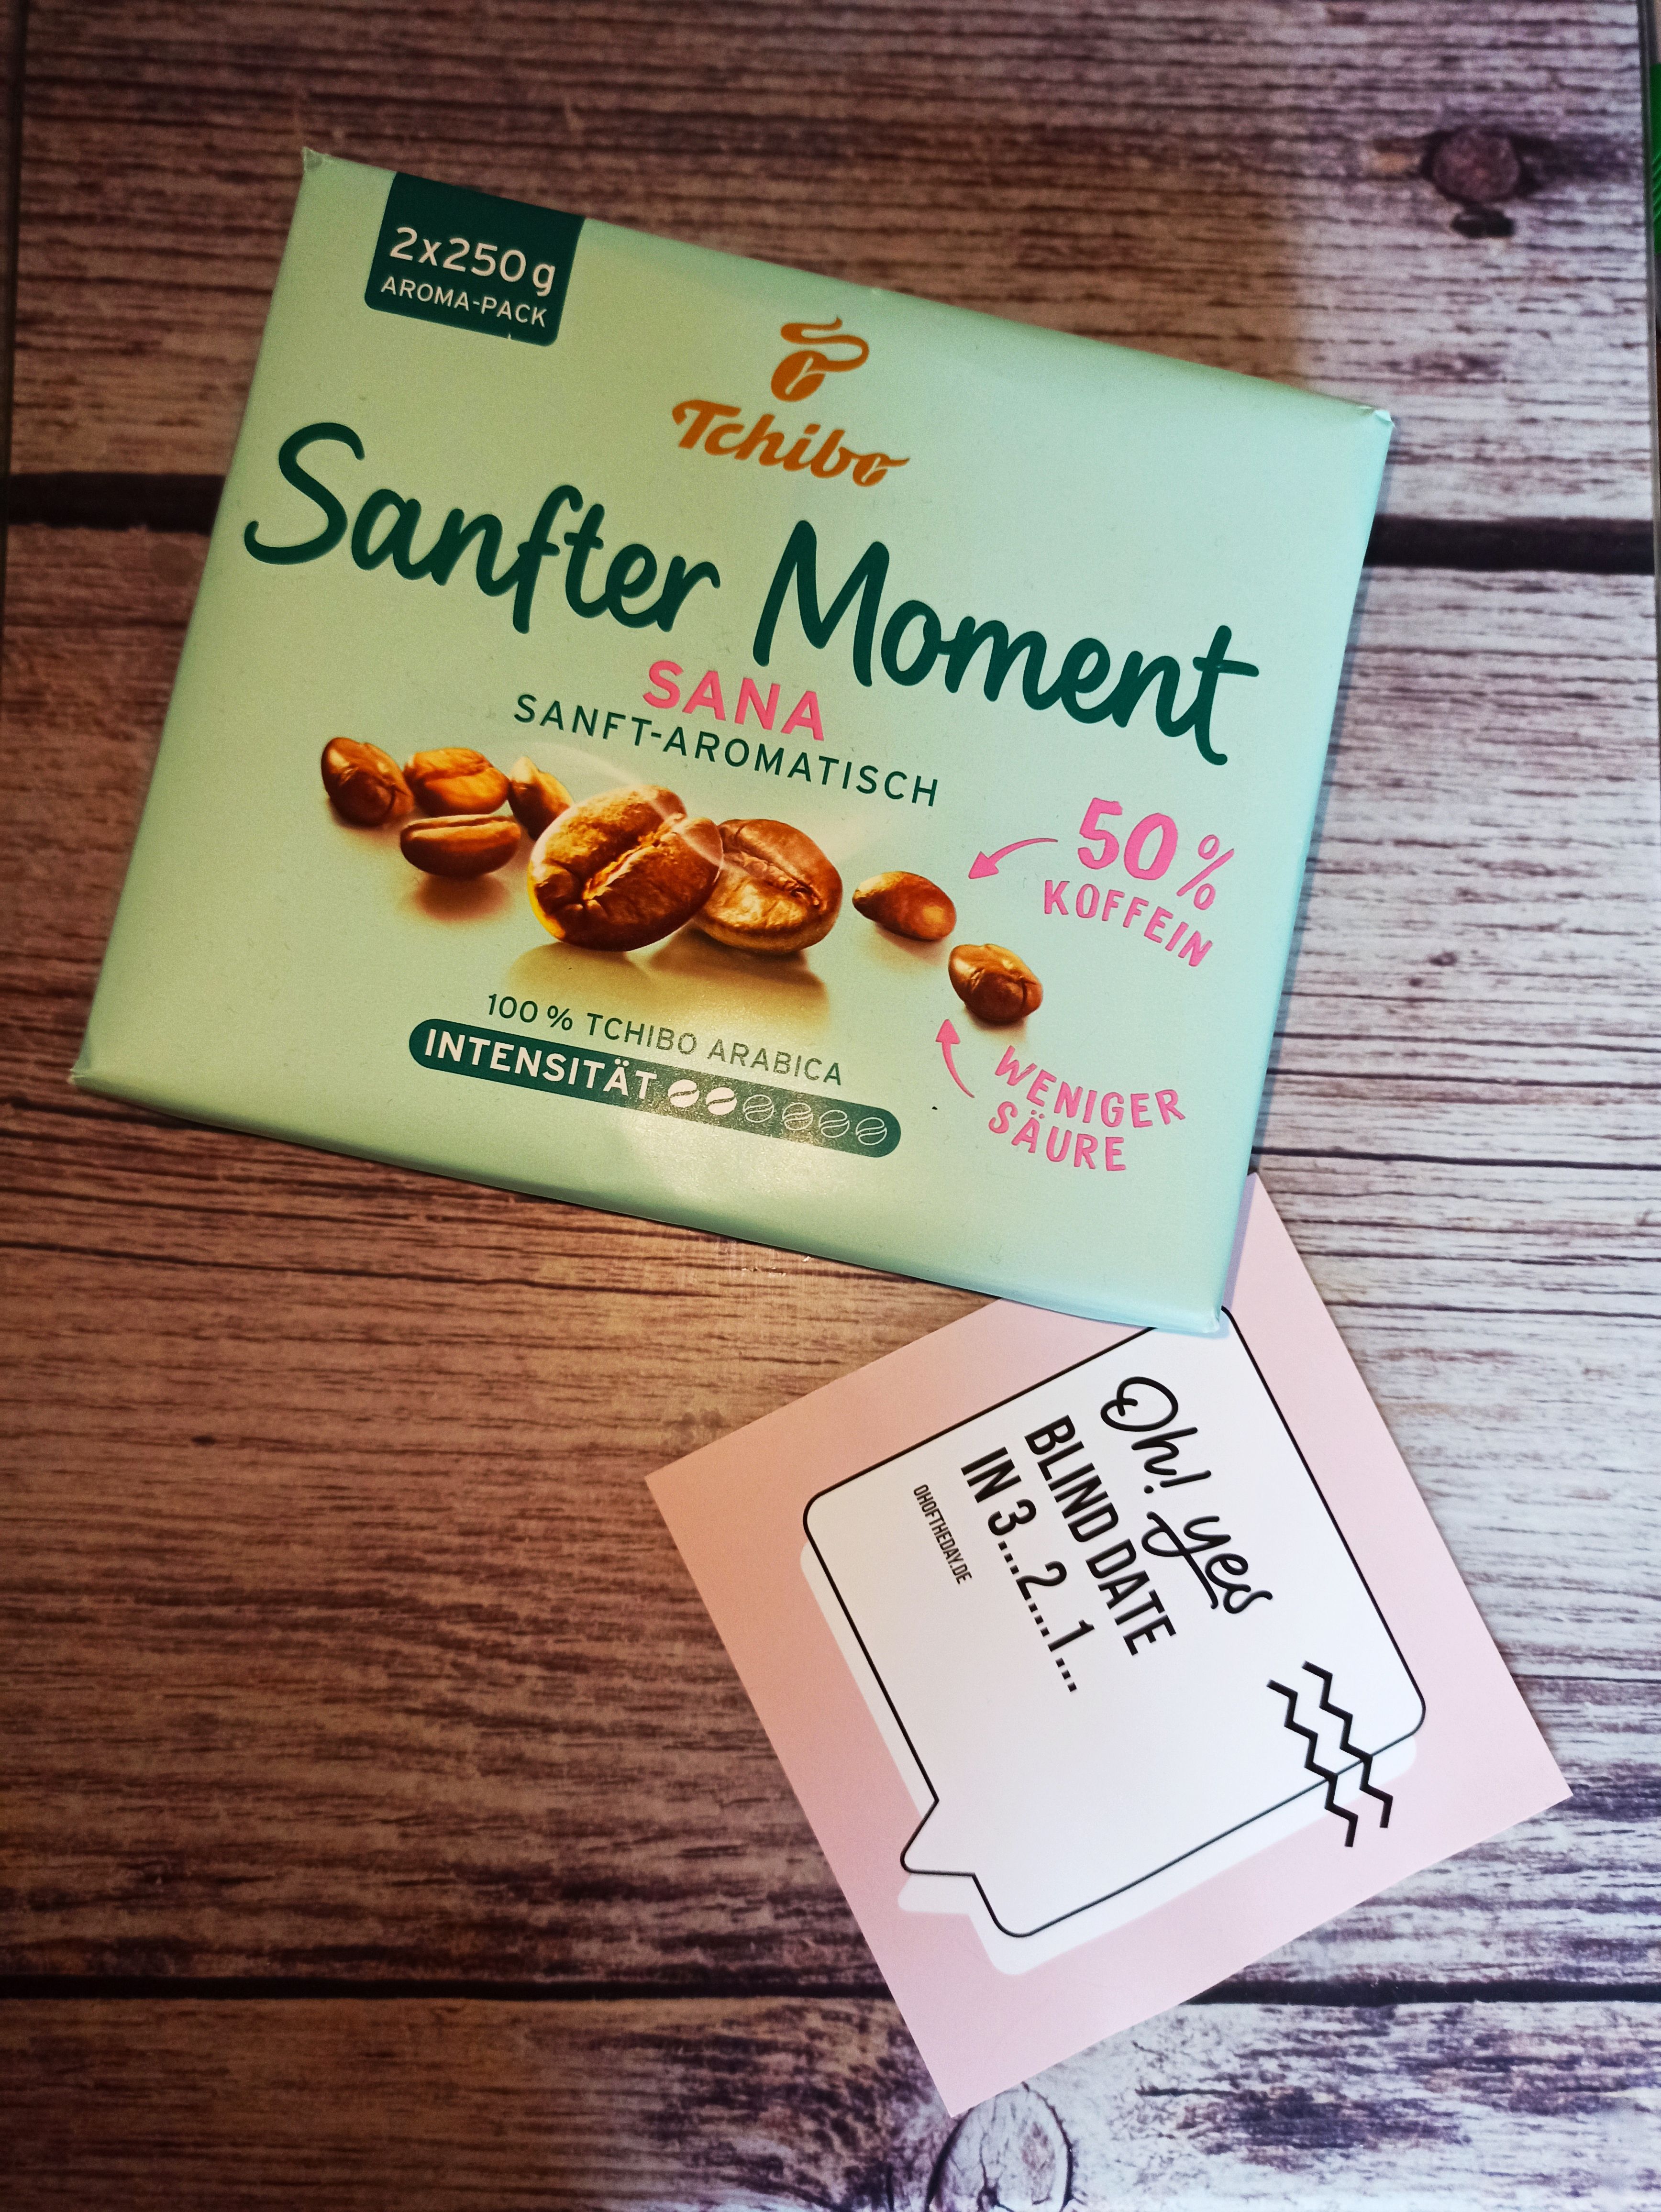 2x250 g
AROMA-PACK
Tchibo
Sanfter Moment
SANA
SANFT-AROMATISCH
50 %
KOFFEIN
100 % TCHIBO ARABICA
INTENSITÄT
WENIGER
SÄURE
Oh! yes
BLIND DATE
IN 3...2...1...
OHOFTHEDAY.DE